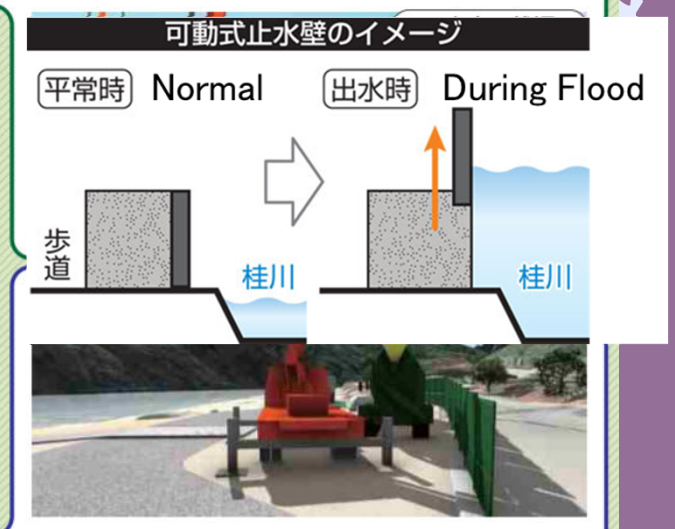 可動式止水壁のイメージ
平常時 Normal
出水時 During Flood
歩道
桂川
桂川